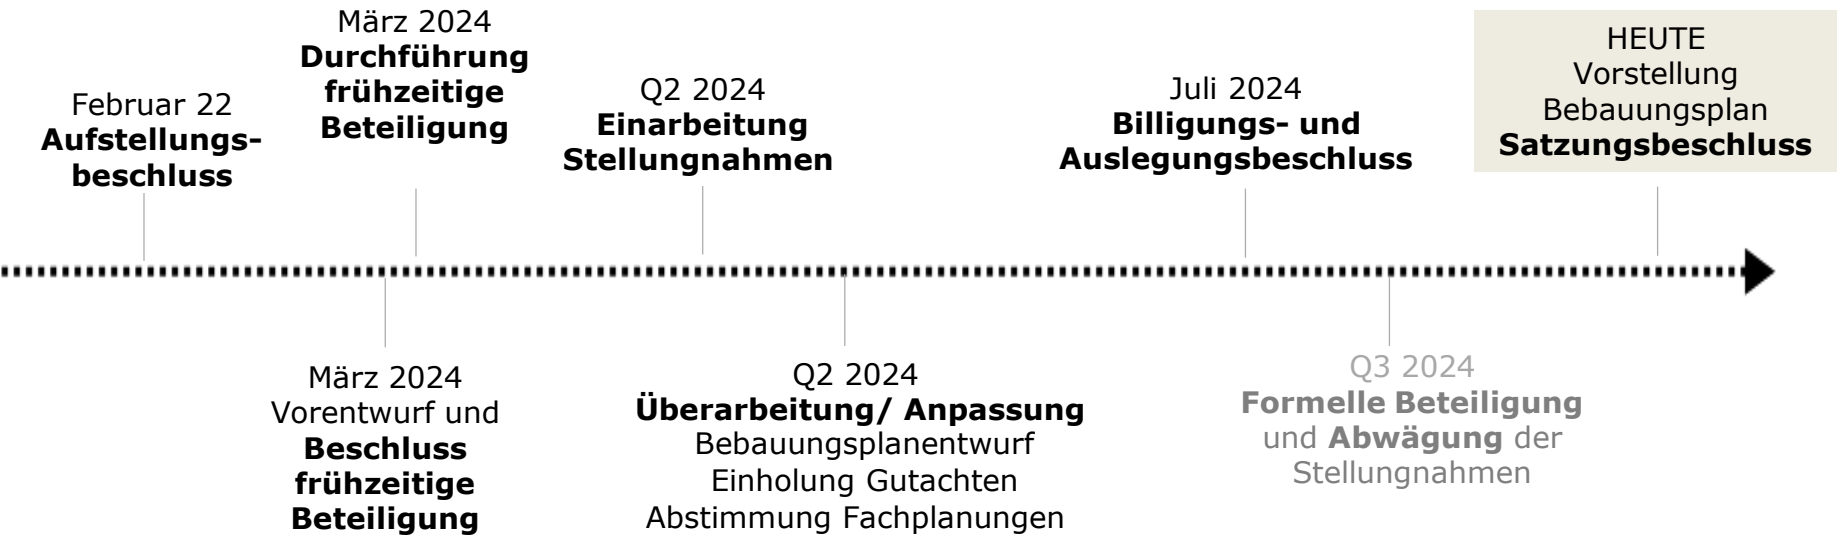 Februar 22
Aufstellungs-
beschluss
März 2024
Durchführung
frühzeitige
Beteiligung
Q2 2024
Einarbeitung
Stellungnahmen
Juli 2024
Billigungs- und
Auslegungsbeschluss
HEUTE
Vorstellung
Bebauungsplan
Satzungsbeschluss
März 2024
Vorentwurf und
Beschluss
frühzeitige
Beteiligung
Q2 2024
Überarbeitung/ Anpassung
Bebauungsplanentwurf
Einholung Gutachten
Abstimmung Fachplanungen
Q3 2024
Formelle Beteiligung
und Abwägung der
Stellungnahmen